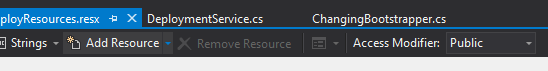 ployResources.resx DeploymentService.cs ChangingBootstrapper.cs
Strings Add Resource Remove Resource Access Modifier: Public